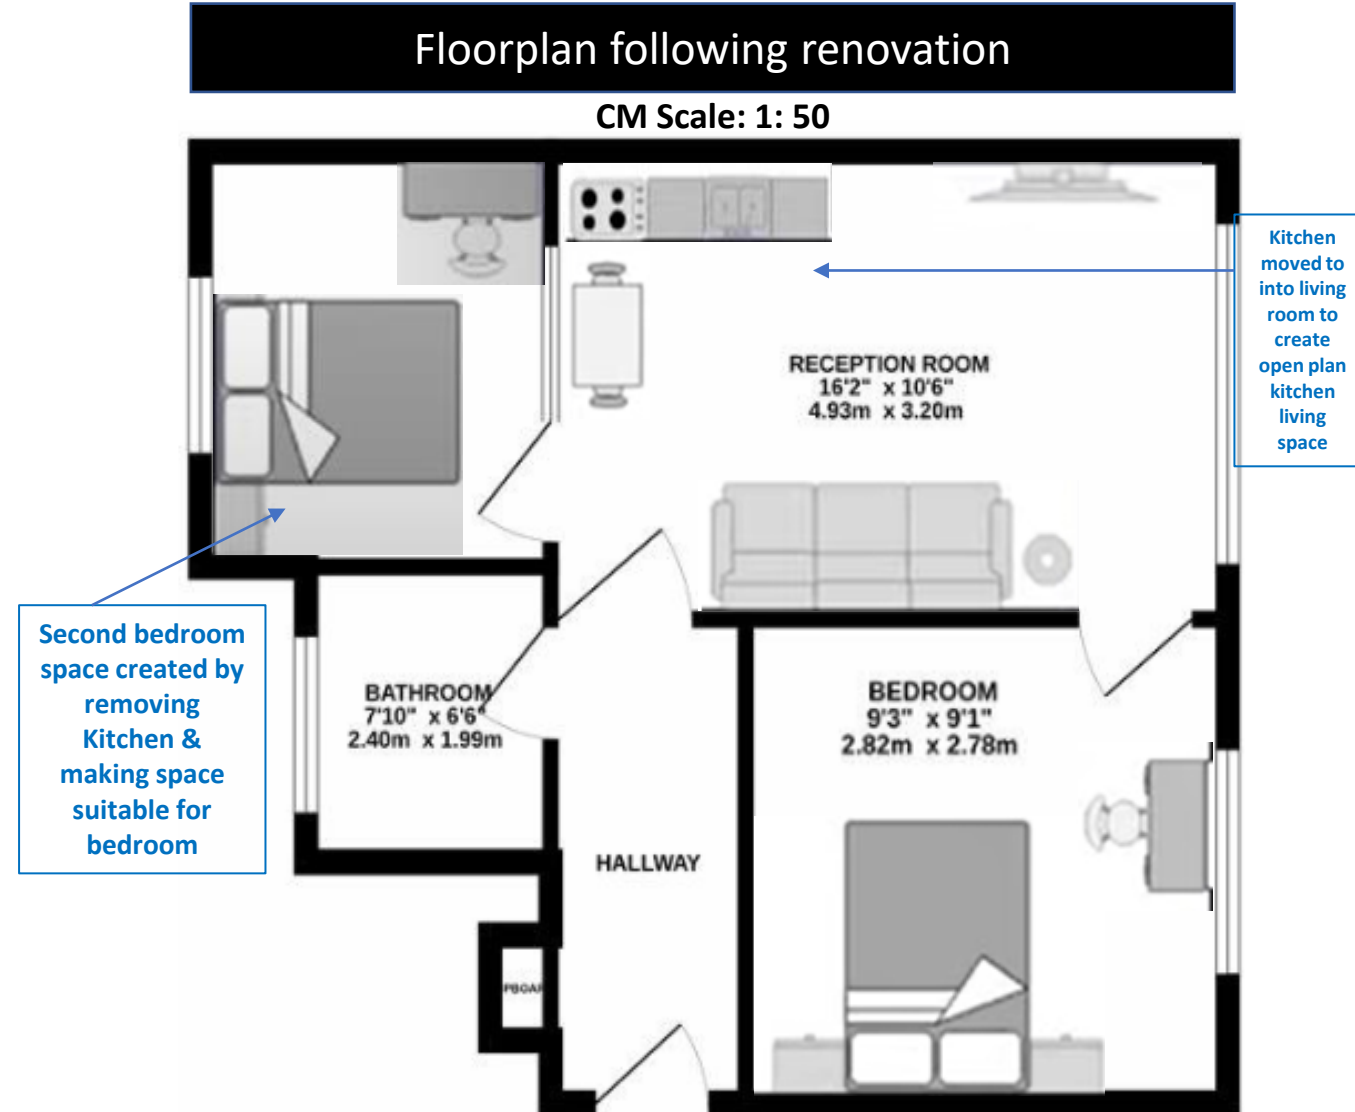 Floorplan following renovation
CM Scale: 1: 50
Kitchen
moved to
into living
room to
create
open plan
kitchen
living
space
RECEPTION ROOM
16'2" x 10'6"
4.93m x 3.20m
Second bedroom
space created by
removing
Kitchen &
making space
suitable for
bedroom
BATHROOM
7'10" x 6'6"
2.40m x 1.99m
BEDROOM
9'3" x 9'1"
2.82m x 2.78m
HALLWAY
PBOAR